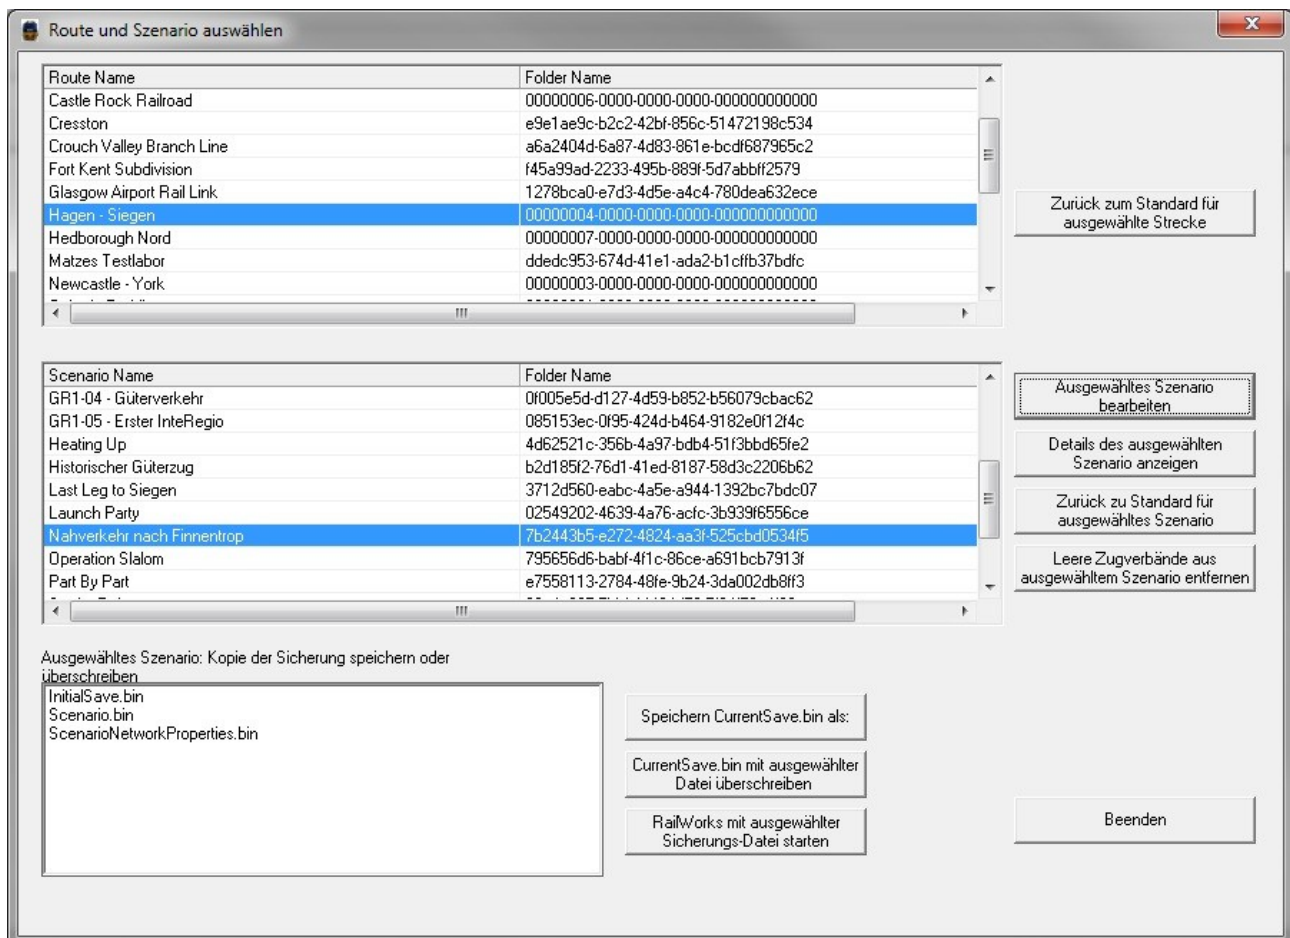 Route und Szenario auswählen
Route Name Folder Name
Castle Rock Railroad 00000006-0000-0000-0000-000000000000
Cresston e9e1ae9c-b2c2-42bf-856c-51472198c534
Crouch Valley Branch Line a6a2404d-6a87-4d83-861e-bcdf687965c2
Fort Kent Subdivision f45a99ad-2233-495b-889f-5d7abbff2579
Glasgow Airport Rail Link 1278bca0-e7d3-4d5e-a4c4-780dea632ece
Hagen - Siegen 00000004-0000-0000-0000-000000000000
Hedborough Nord 00000007-0000-0000-0000-000000000000
Matzes Testlabor ddedc953-674d-41e1-ada2-b1cffb37bdfc
Newcastle - York 00000003-0000-0000-0000-000000000000
Zurück zum Standard für
ausgewählte Strecke
Scenario Name Folder Name
GR1-04 - Güterverkehr 0f005e5d-d127-4d59-b852-b56079cbac62
GR1-05 - Erster InteRegio 085153ec-0f95-424d-b464-9182e0f12f4c
Heating Up 4d62521c-356b-4a97-bdb4-51f3bbd65fe2
Historischer Güterzug b2d185f2-76d1-41ed-8187-58d3c2206b62
Last Leg to Siegen 3712d560-eabc-4a5e-a944-1392bc7bdc07
Launch Party 02549202-4639-4a76-acfc-3b939f6556ce
Nahverkehr nach Finnentrop 7b2443b5-e272-4824-aa3f-525cbd0534f5
Operation Slalom 795656d6-babf-4f1c-86ce-a691bcb7913f
Part By Part e7558113-2784-48fe-9b24-3da002db8ff3
Ausgewähltes Szenario
bearbeiten
Details des ausgewählten
Szenario anzeigen
Zurück zu Standard für
ausgewähltes Szenario
Leere Zugverbände aus
ausgewähltem Szenario entfernen
Ausgewähltes Szenario: Kopie der Sicherung speichern oder
überschreiben
InitialSave.bin
Scenario.bin
ScenarioNetworkProperties.bin
Speichern CurrentSave.bin als:
CurrentSave.bin mit ausgewählter
Datei überschreiben
RailWorks mit ausgewählter
Sicherungs-Datei starten
Beenden